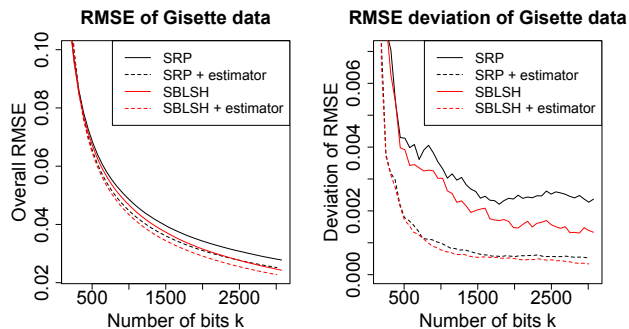 RMSE of Gisette data
Overall RMSE
0.02 0.04 0.06 0.08 0.10
SRP
SRP + estimator
SBLSH
SBLSH + estimator
500 1500 2500
Number of bits k
RMSE deviation of Gisette data
Deviation of RMSE
0.000 0.002 0.004 0.006
SRP
SRP + estimator
SBLSH
SBLSH + estimator
500 1500 2500
Number of bits k